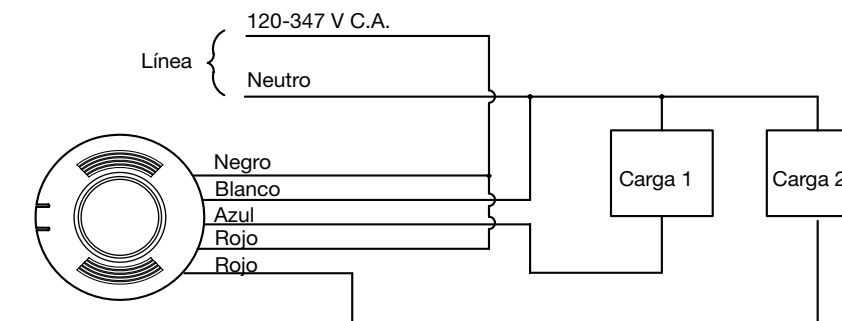 120-347 V C.A.
Línea
Neutro
Negro
Blanco
Azul
Rojo
Rojo
Carga 1
Carga 2